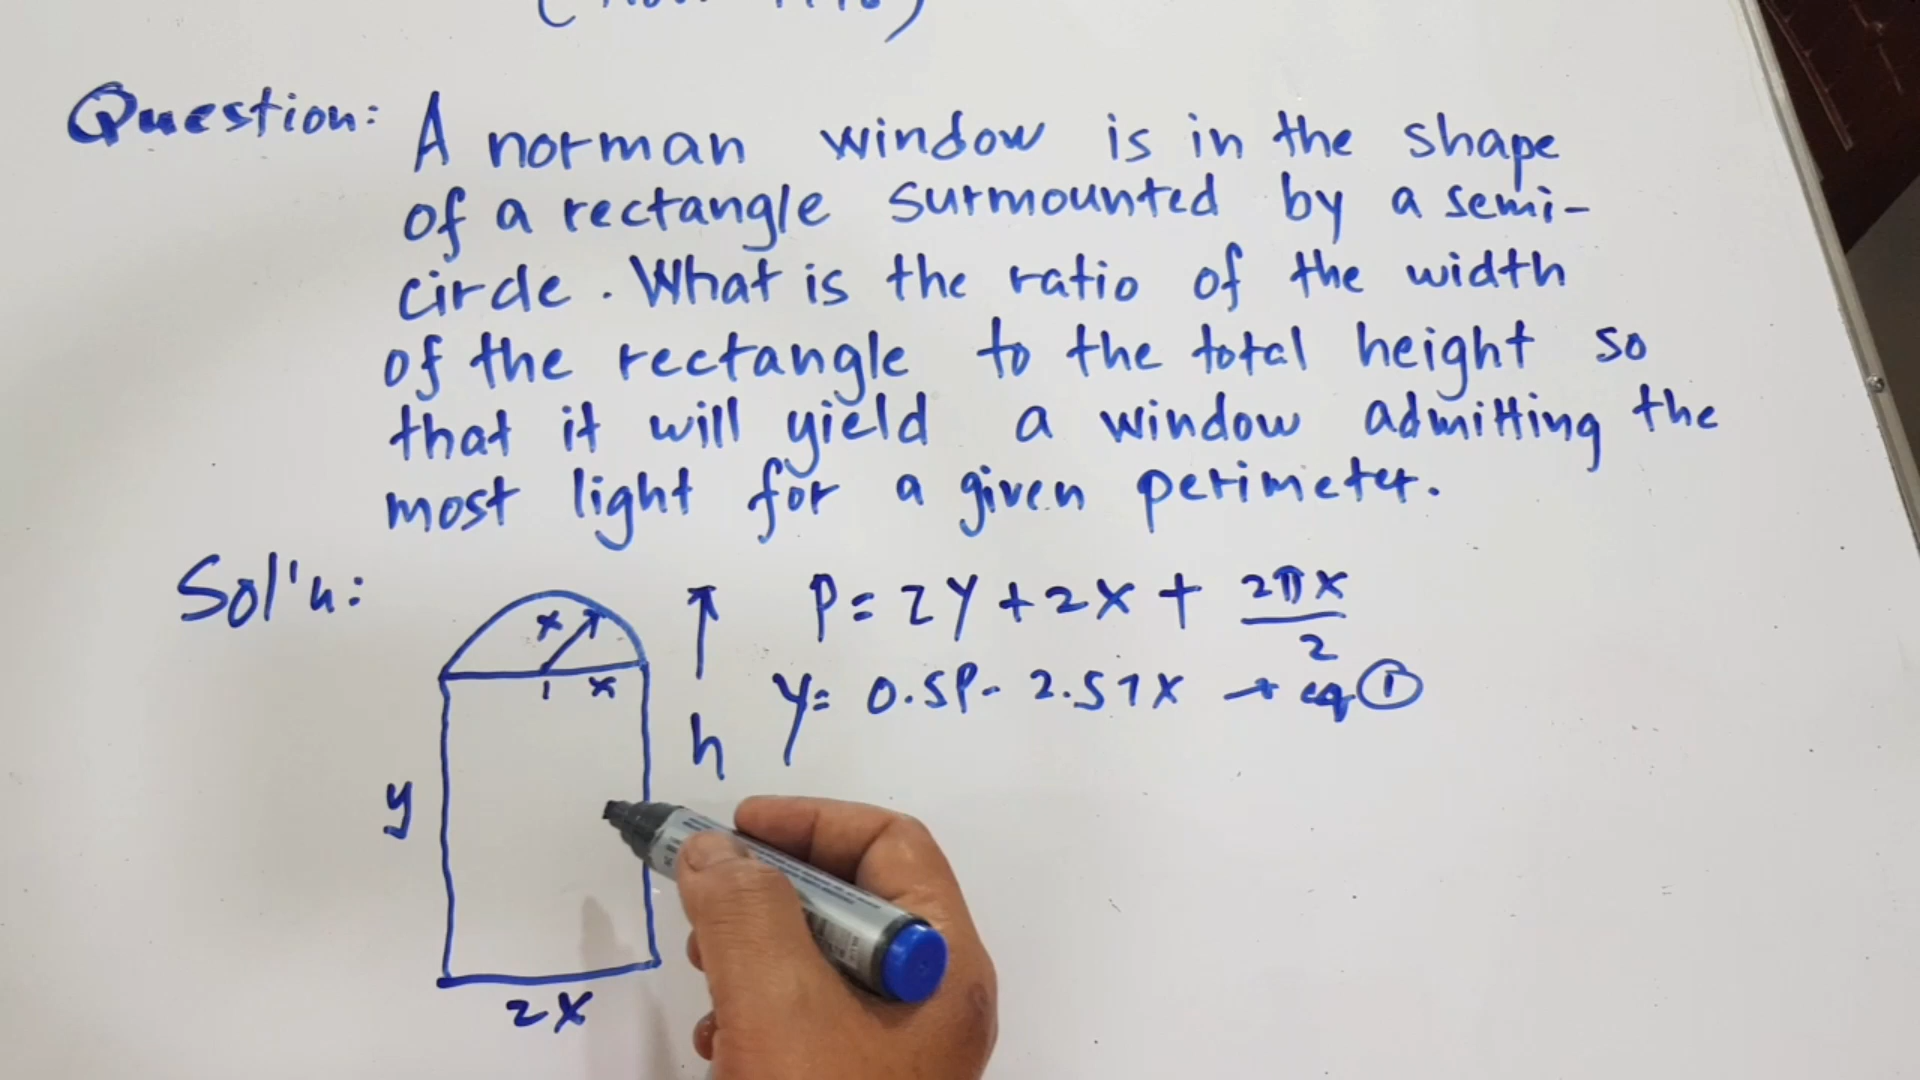 Question: A norman window is in the shape
of a rectangle surmounted by a semi-
circle. What is the ratio of the width
of the rectangle to the total height so
that it will yield a window admitting the
most light for a given perimeter.
Sol'n:
P = 2Y + 2X + 2πX / 2
Y = 0.5P - 2.57X → eq ①
x
x
h
y
2X